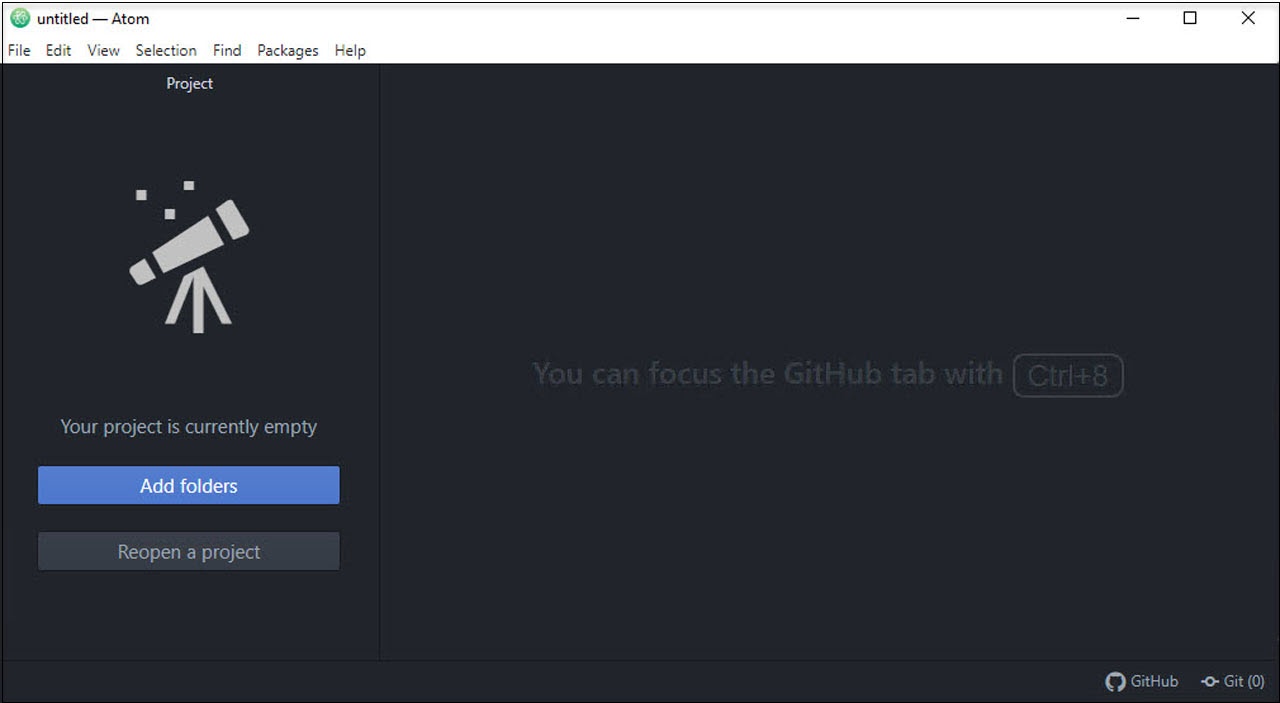 untitled — Atom
File Edit View Selection Find Packages Help
Project
You can focus the GitHub tab with Ctrl+8
Your project is currently empty
Add folders
Reopen a project
GitHub Git (0)